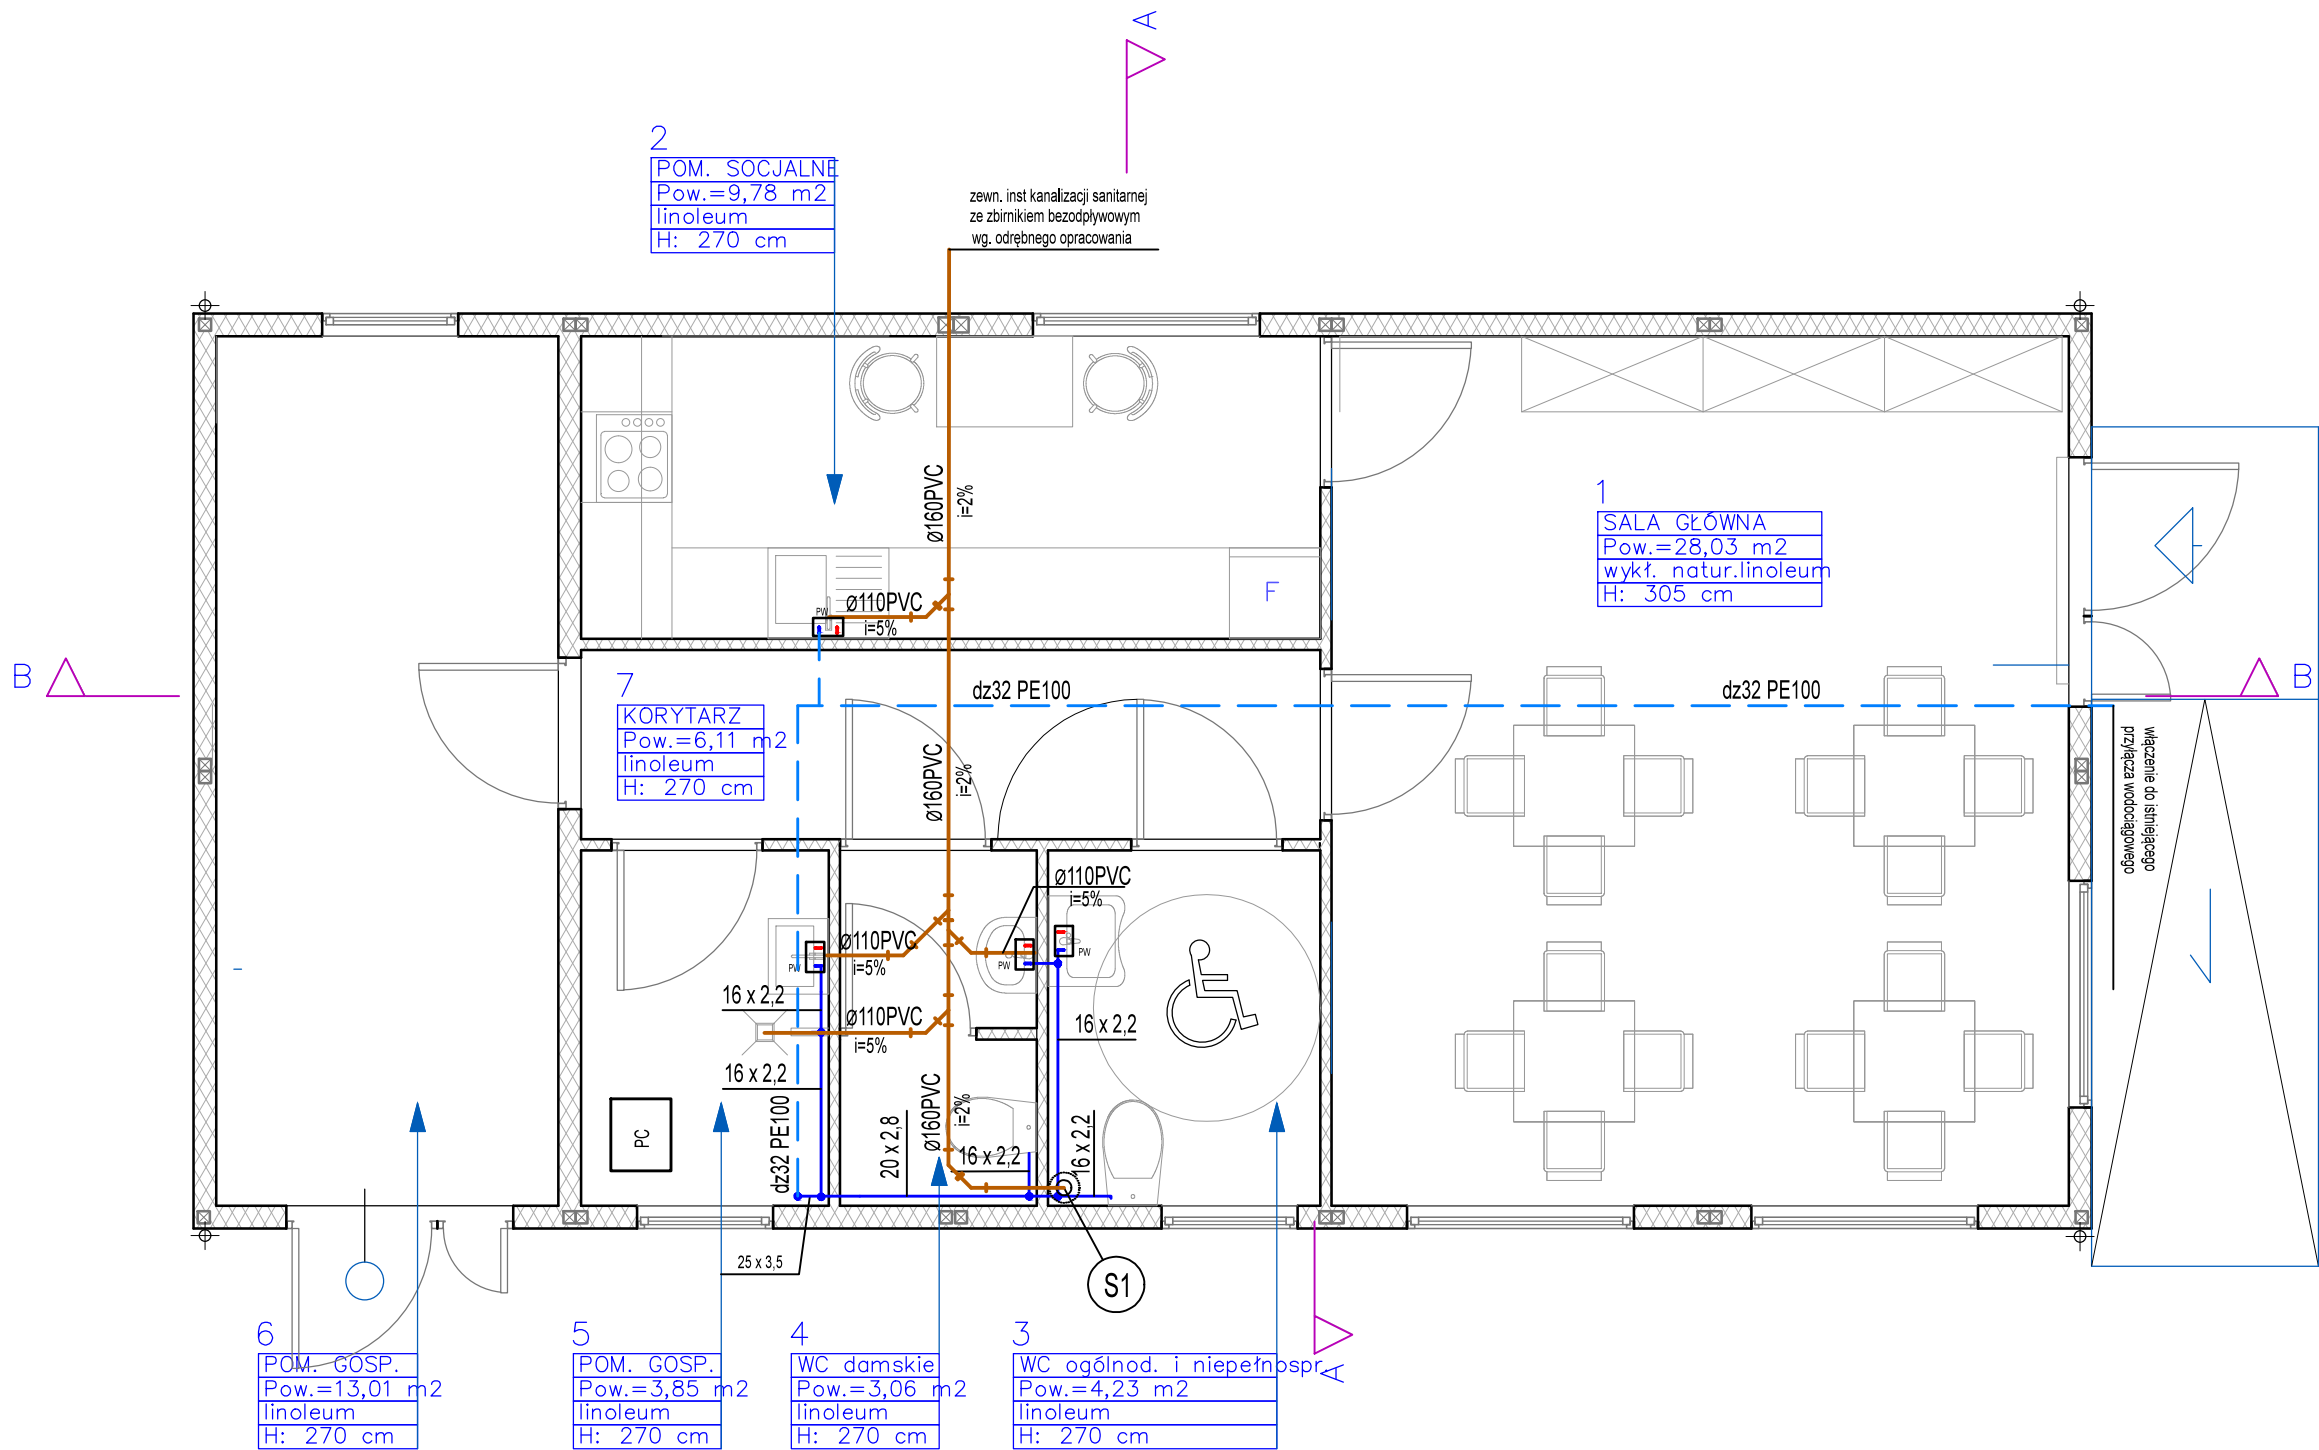 A
2
POM. SOCJALNE
Pow.=9,78 m2
linoleum
H: 270 cm
zewn. inst kanalizacji sanitarnej
ze zbirnikiem bezodpływowym
wg. odrębnego opracowania
ø160PVC
i=2%
1
SALA GŁÓWNA
Pow.=28,03 m2
wykł. natur.linoleum
H: 305 cm
F
PW
ø110PVC
i=5%
B
B
7
KORYTARZ
Pow.=6,11 m2
linoleum
H: 270 cm
dz32 PE100
dz32 PE100
ø160PVC
i=2%
włączenie do istniejącego
przyłącza wodociągowego
ø110PVC
i=5%
ø110PVC
i=5%
PW
PW
PW
16 x 2,2
ø110PVC
i=5%
16 x 2,2
16 x 2,2
PC
dz32 PE100
20 x 2,8
ø160PVC
i=2%
16 x 2,2
16 x 2,2
25 x 3,5
S1
A
6
POM. GOSP.
Pow.=13,01 m2
linoleum
H: 270 cm
5
POM. GOSP.
Pow.=3,85 m2
linoleum
H: 270 cm
4
WC damskie
Pow.=3,06 m2
linoleum
H: 270 cm
3
WC ogólnod. i niepełnospr.
Pow.=4,23 m2
linoleum
H: 270 cm